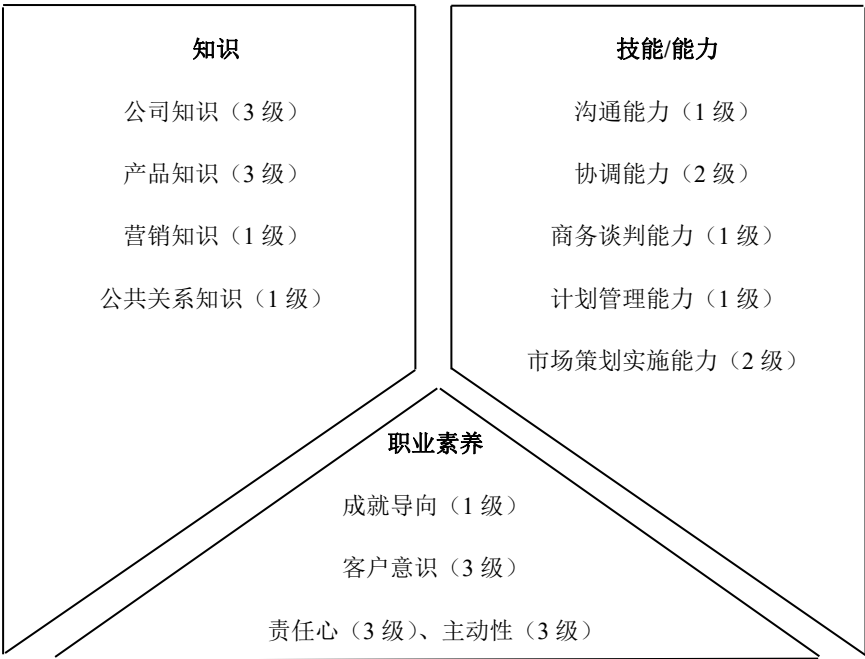 知识
公司知识（3 级）
产品知识（3 级）
营销知识（1 级）
公共关系知识（1 级）
技能/能力
沟通能力（1 级）
协调能力（2 级）
商务谈判能力（1 级）
计划管理能力（1 级）
市场策划实施能力（2 级）
职业素养
成就导向（1 级）
客户意识（3 级）
责任心（3 级）、主动性（3 级）